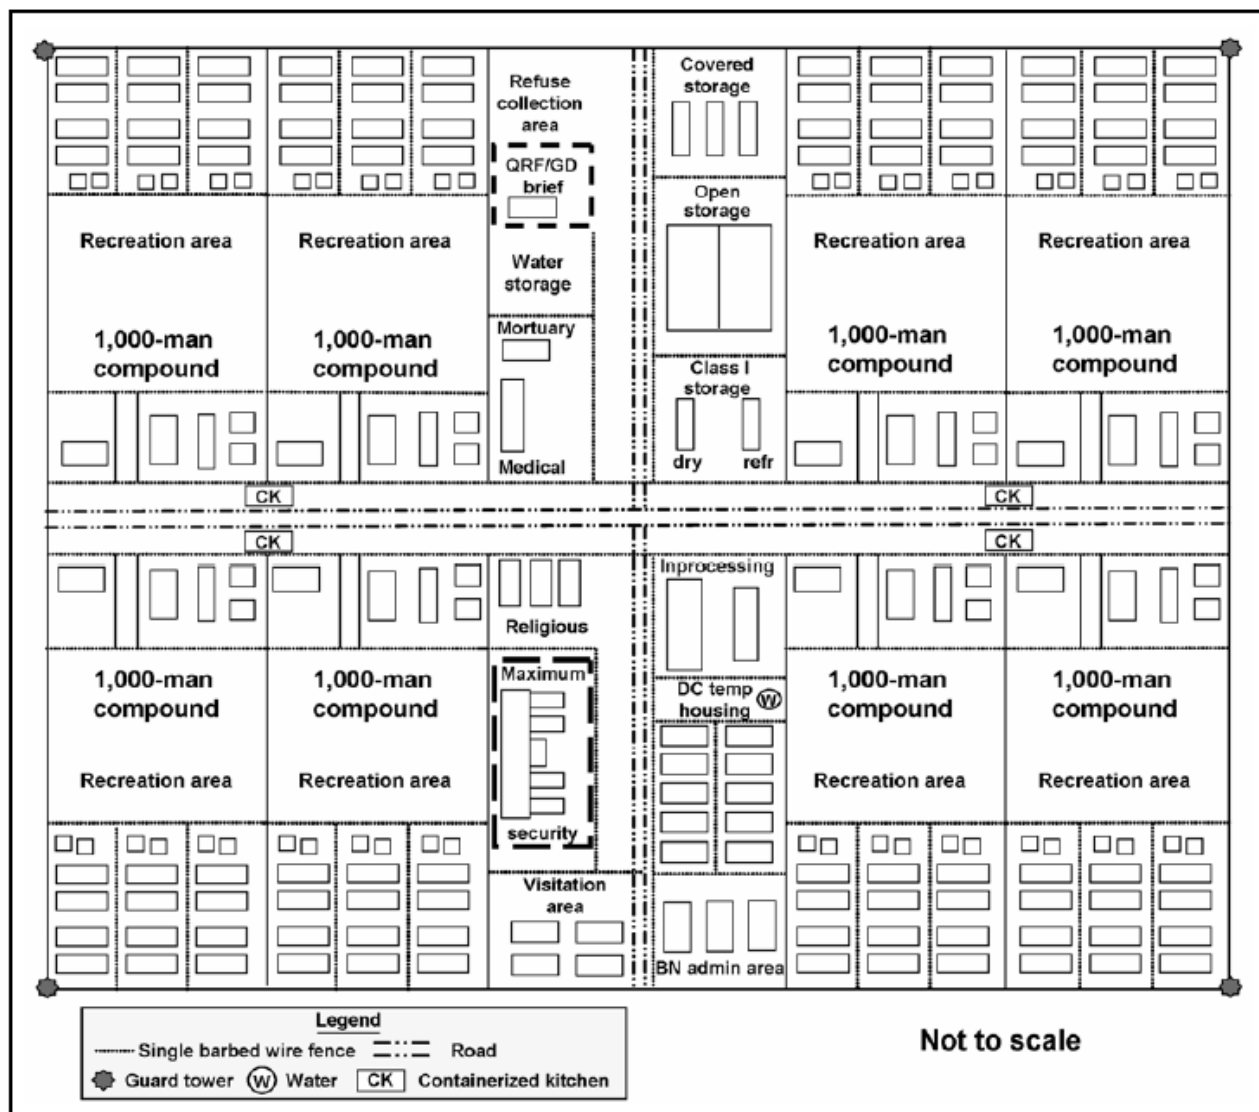 Refuse
collection
area
QRF/GD
brief
Water
storage
Mortuary
Medical
Covered
storage
Open
storage
Class I
storage
dry refr
Recreation area
Recreation area
Recreation area
Recreation area
1,000-man
compound
1,000-man
compound
1,000-man
compound
1,000-man
compound
CK
CK
CK
CK
Religious
Maximum
security
Visitation
area
Inprocessing
DC temp
housing
W
BN admin area
1,000-man
compound
1,000-man
compound
1,000-man
compound
1,000-man
compound
Recreation area
Recreation area
Recreation area
Recreation area
Legend
Single barbed wire fence Road
Guard tower W Water CK Containerized kitchen
Not to scale